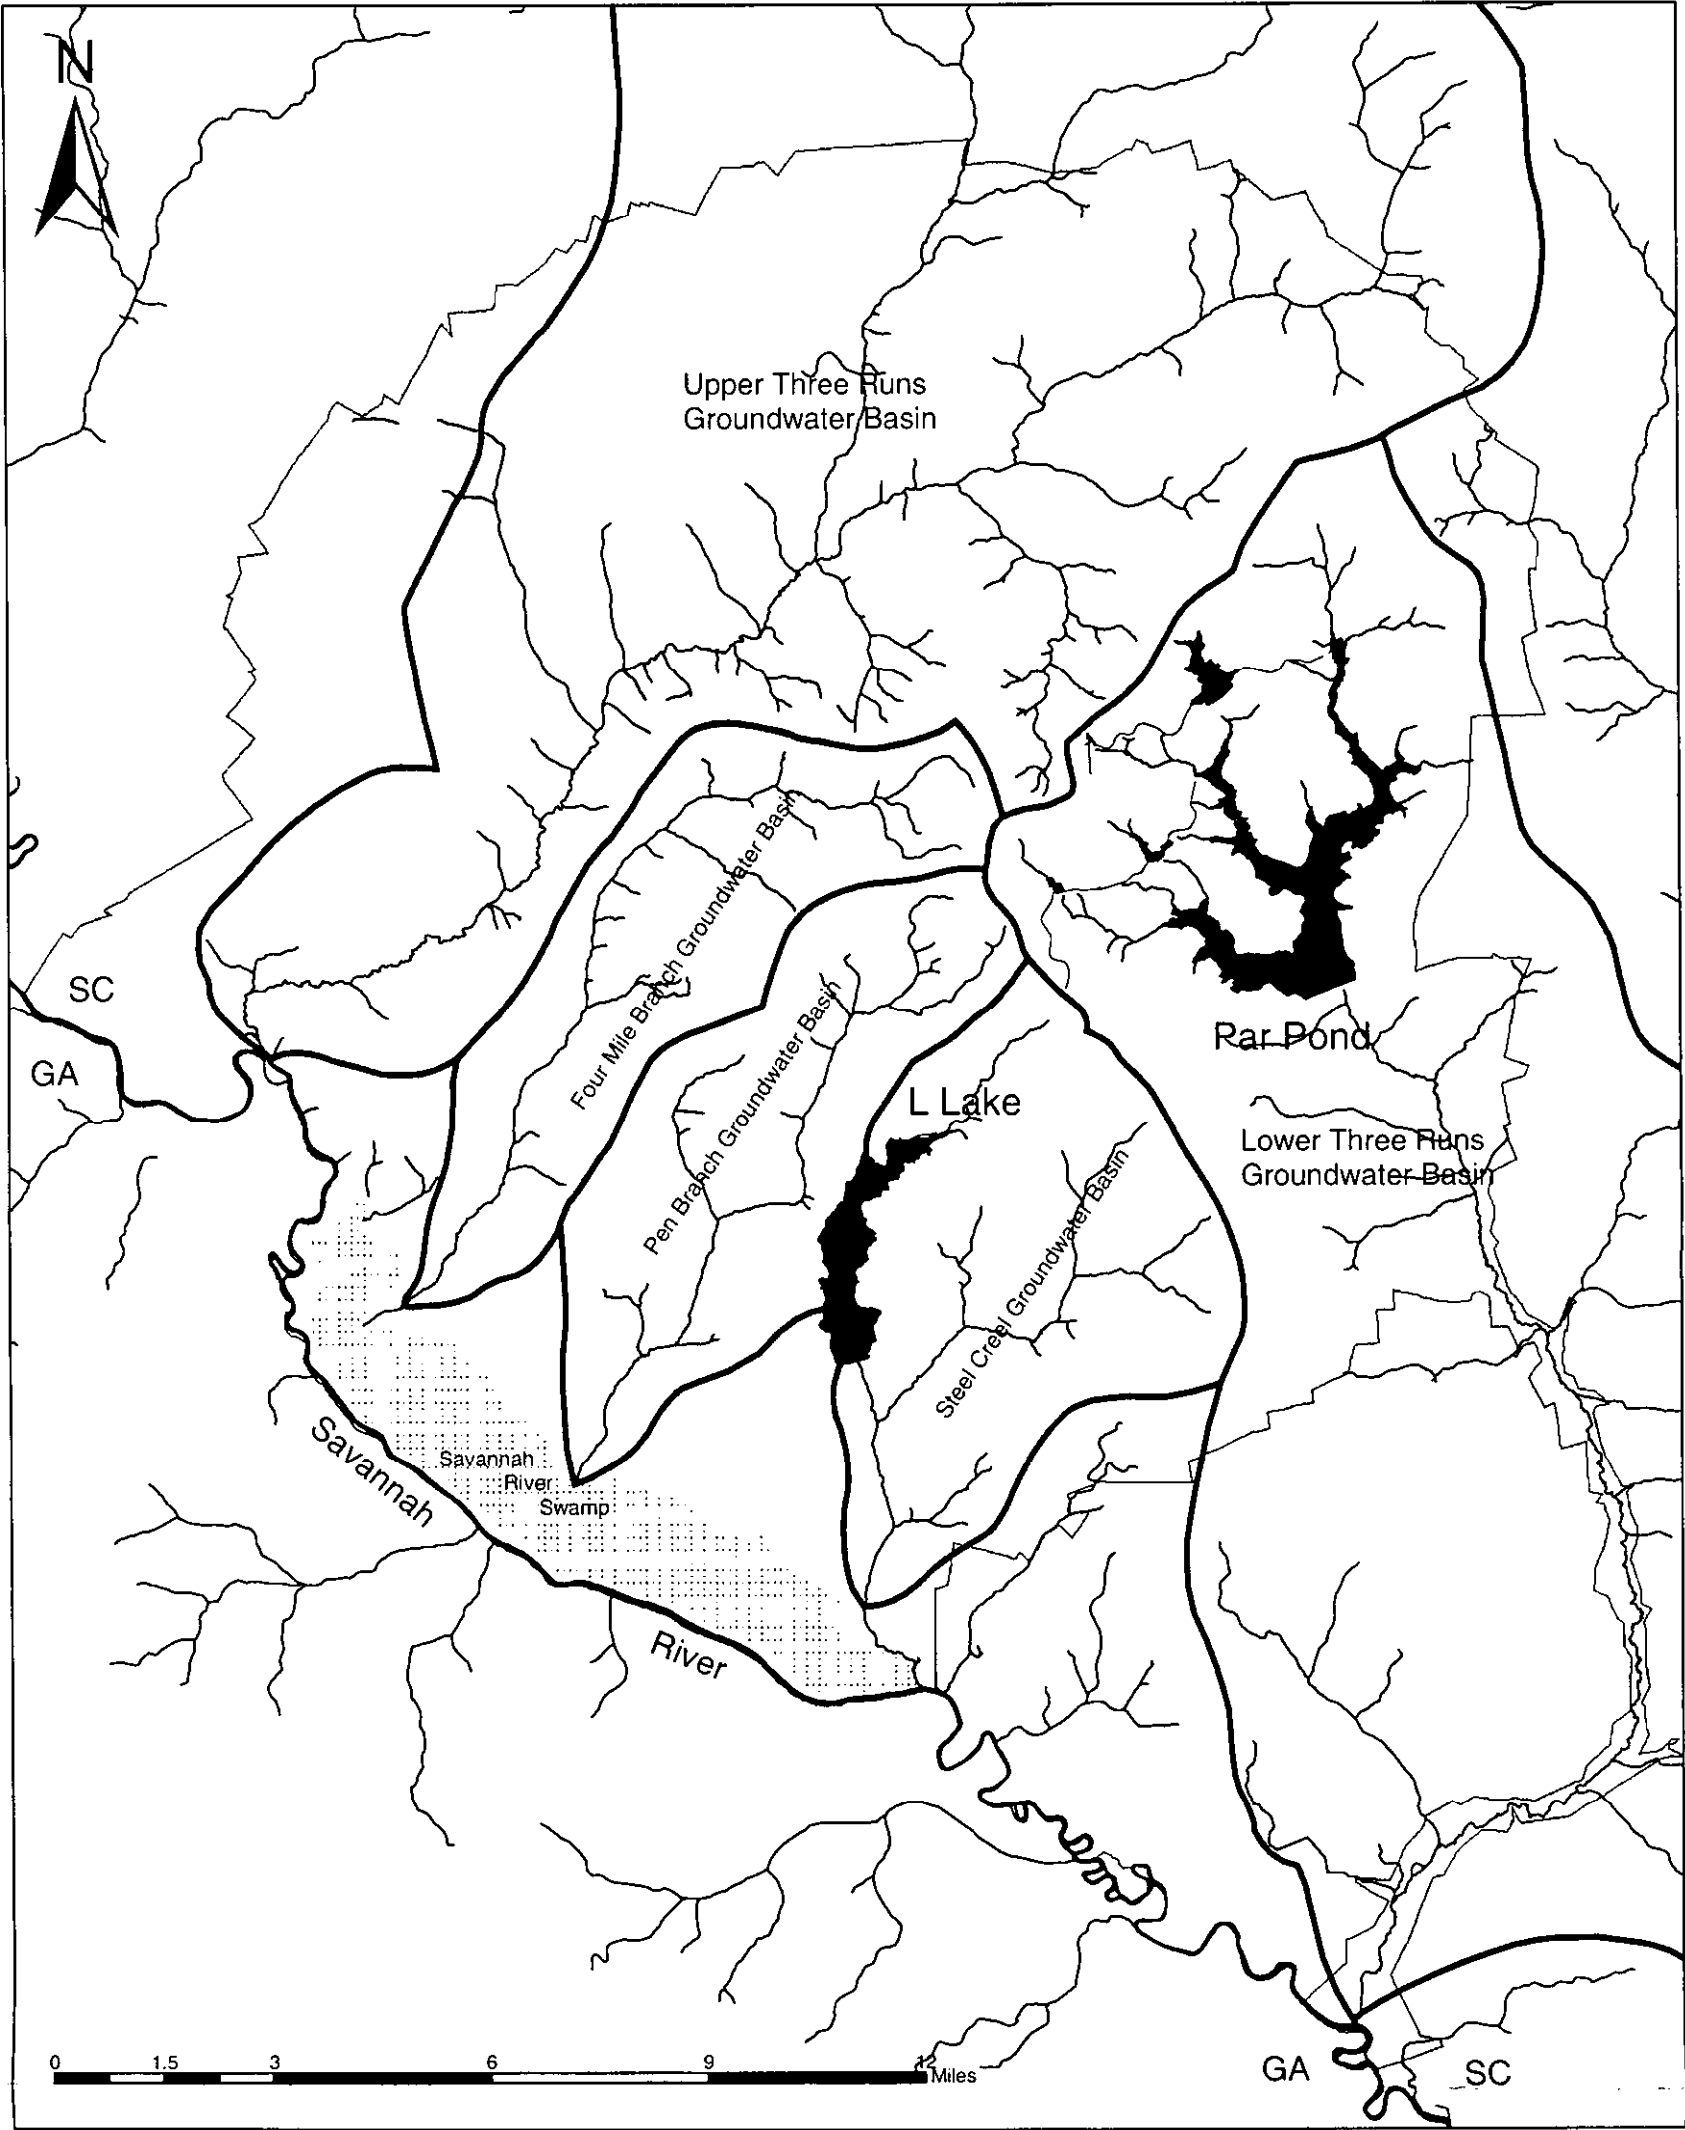 N
Upper Three Runs
Groundwater Basin
Four Mile Branch Groundwater Basin
SC
GA
Pen Branch Groundwater Basin
Par Pond
L Lake
Lower Three Runs
Groundwater Basin
Steel Creel Groundwater Basin
Savannah
River
Savannah
River
Swamp
0 1.5 3 6 9 12
Miles
GA SC